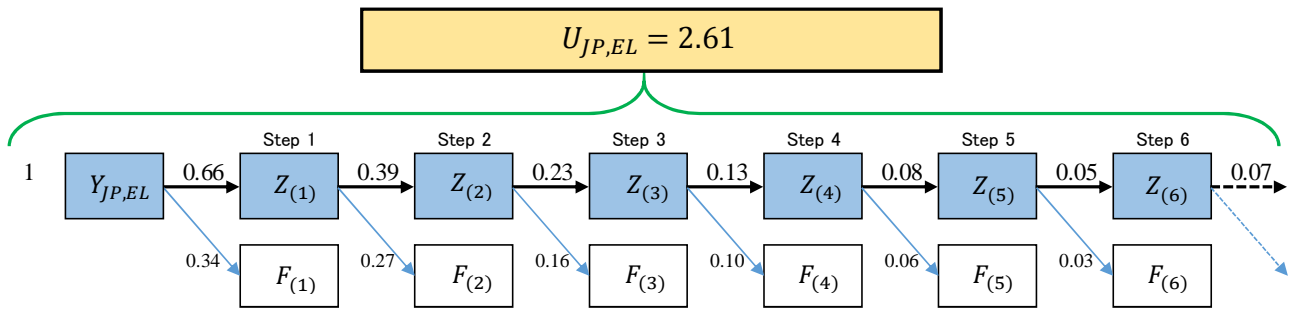 U_{JP,EL} = 2.61
Step 1 Step 2 Step 3 Step 4 Step 5 Step 6
1 Y_{JP,EL} 0.66 Z_{(1)} 0.39 Z_{(2)} 0.23 Z_{(3)} 0.13 Z_{(4)} 0.08 Z_{(5)} 0.05 Z_{(6)} 0.07
0.34 F_{(1)} 0.27 F_{(2)} 0.16 F_{(3)} 0.10 F_{(4)} 0.06 F_{(5)} 0.03 F_{(6)}